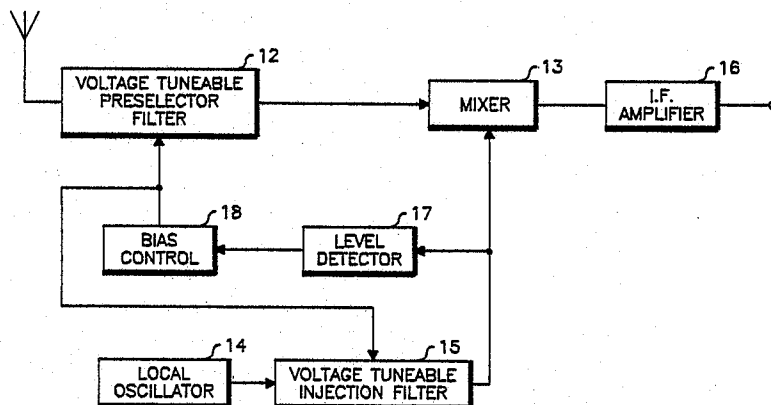 12
VOLTAGE TUNEABLE
PRESELECTOR
FILTER
13
MIXER
16
I.F.
AMPLIFIER
18
BIAS
CONTROL
17
LEVEL
DETECTOR
14
LOCAL
OSCILLATOR
15
VOLTAGE TUNEABLE
INJECTION FILTER